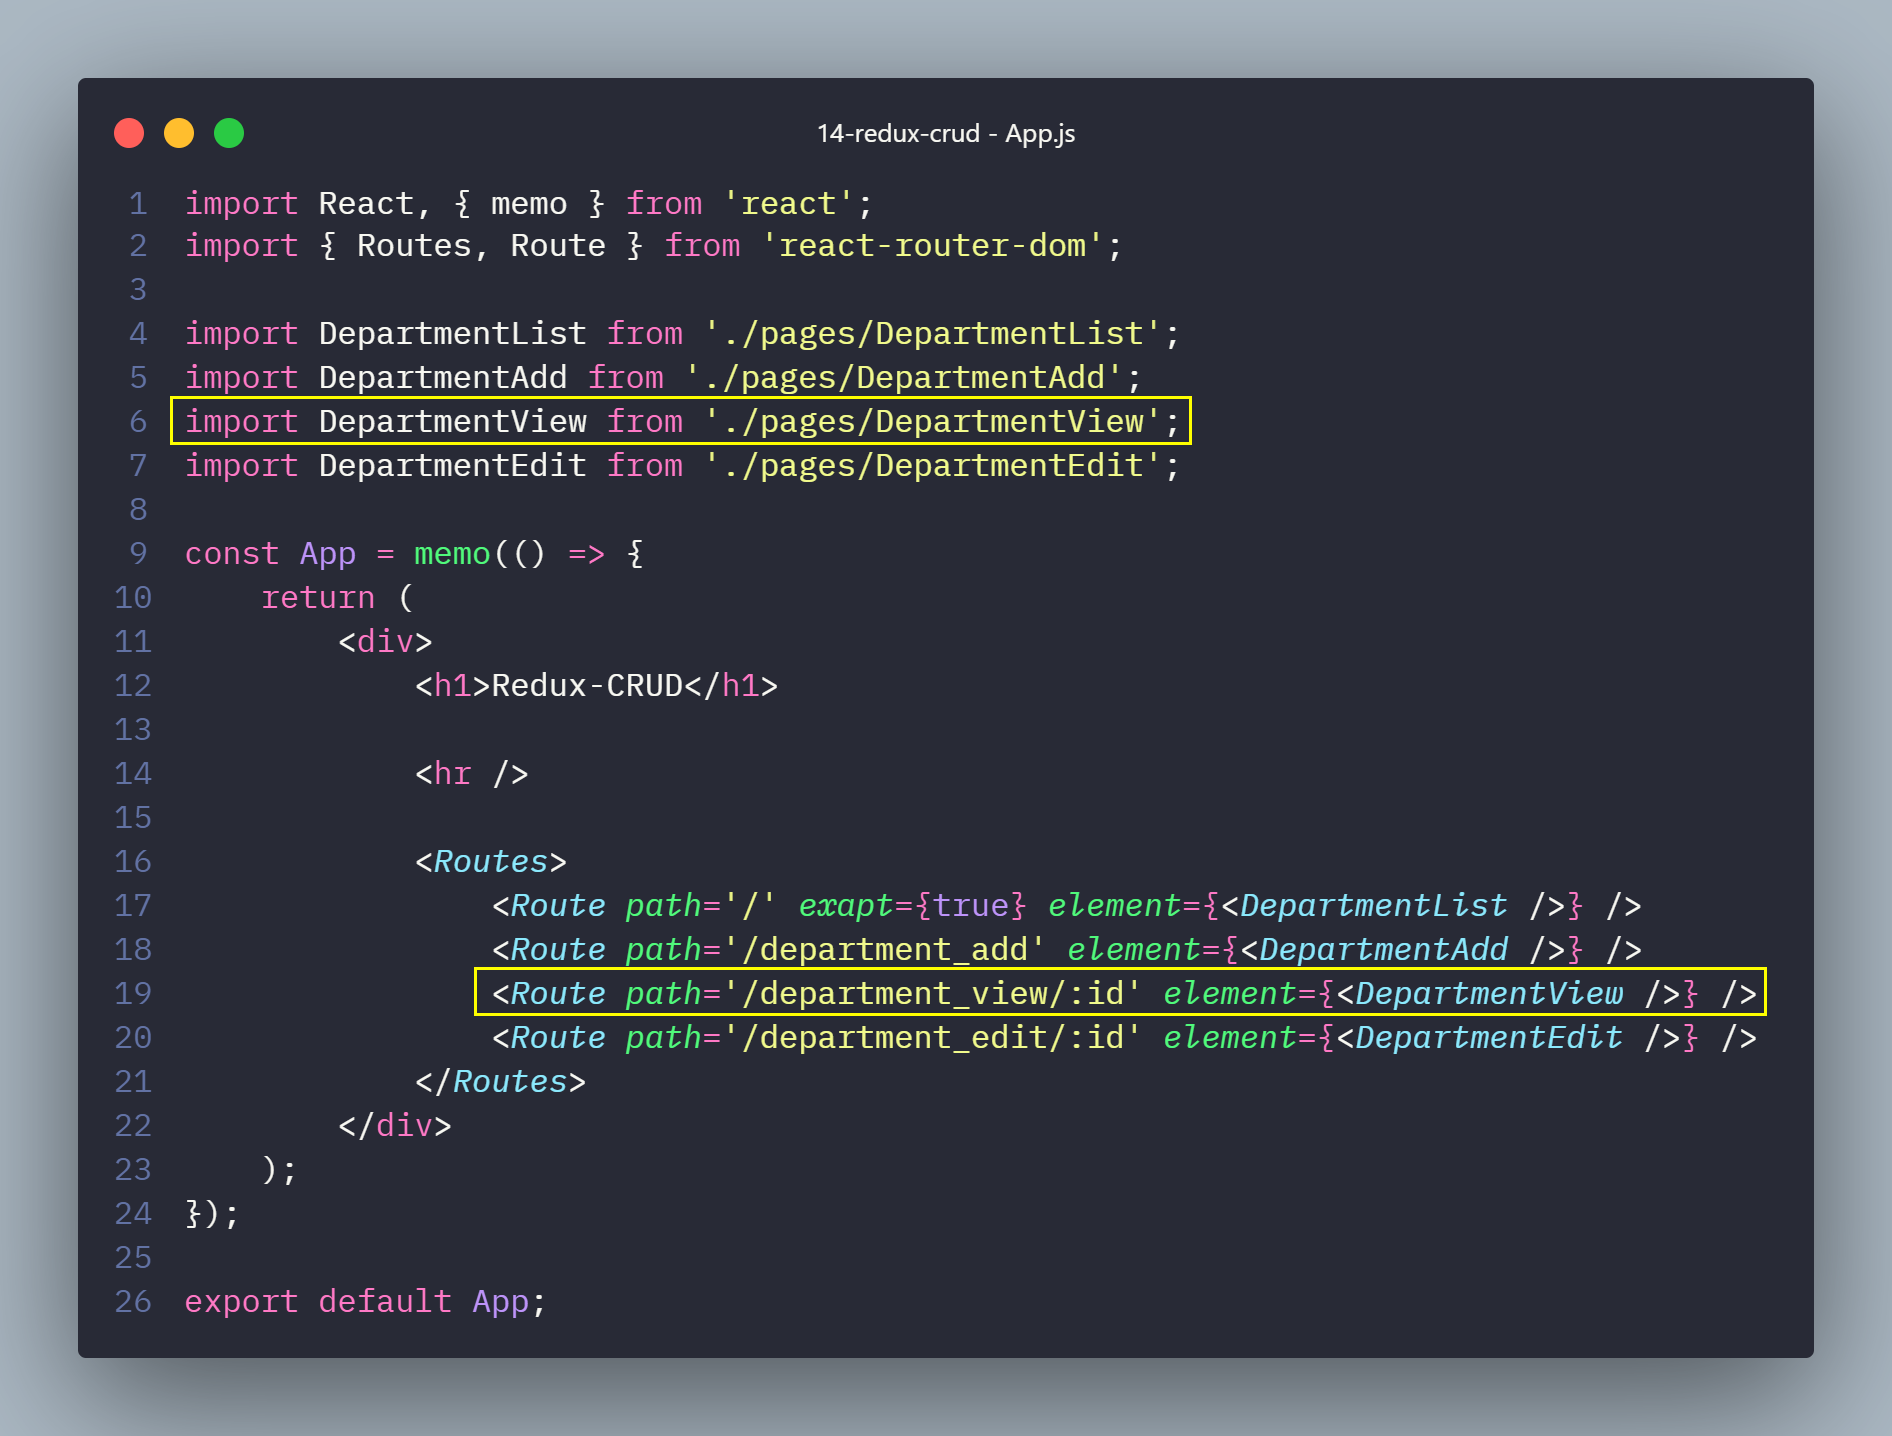 14-redux-crud - App.js
1 import React, { memo } from 'react';
2 import { Routes, Route } from 'react-router-dom';
3
4 import DepartmentList from './pages/DepartmentList';
5 import DepartmentAdd from './pages/DepartmentAdd';
6 import DepartmentView from './pages/DepartmentView';
7 import DepartmentEdit from './pages/DepartmentEdit';
8
9 const App = memo(() => {
10     return (
11         <div>
12             <h1>Redux-CRUD</h1>
13
14             <hr />
15
16             <Routes>
17                 <Route path='/' exapt={true} element={<DepartmentList />} />
18                 <Route path='/department_add' element={<DepartmentAdd />} />
19                 <Route path='/department_view/:id' element={<DepartmentView />} />
20                 <Route path='/department_edit/:id' element={<DepartmentEdit />} />
21             </Routes>
22         </div>
23     );
24 });
25
26 export default App;